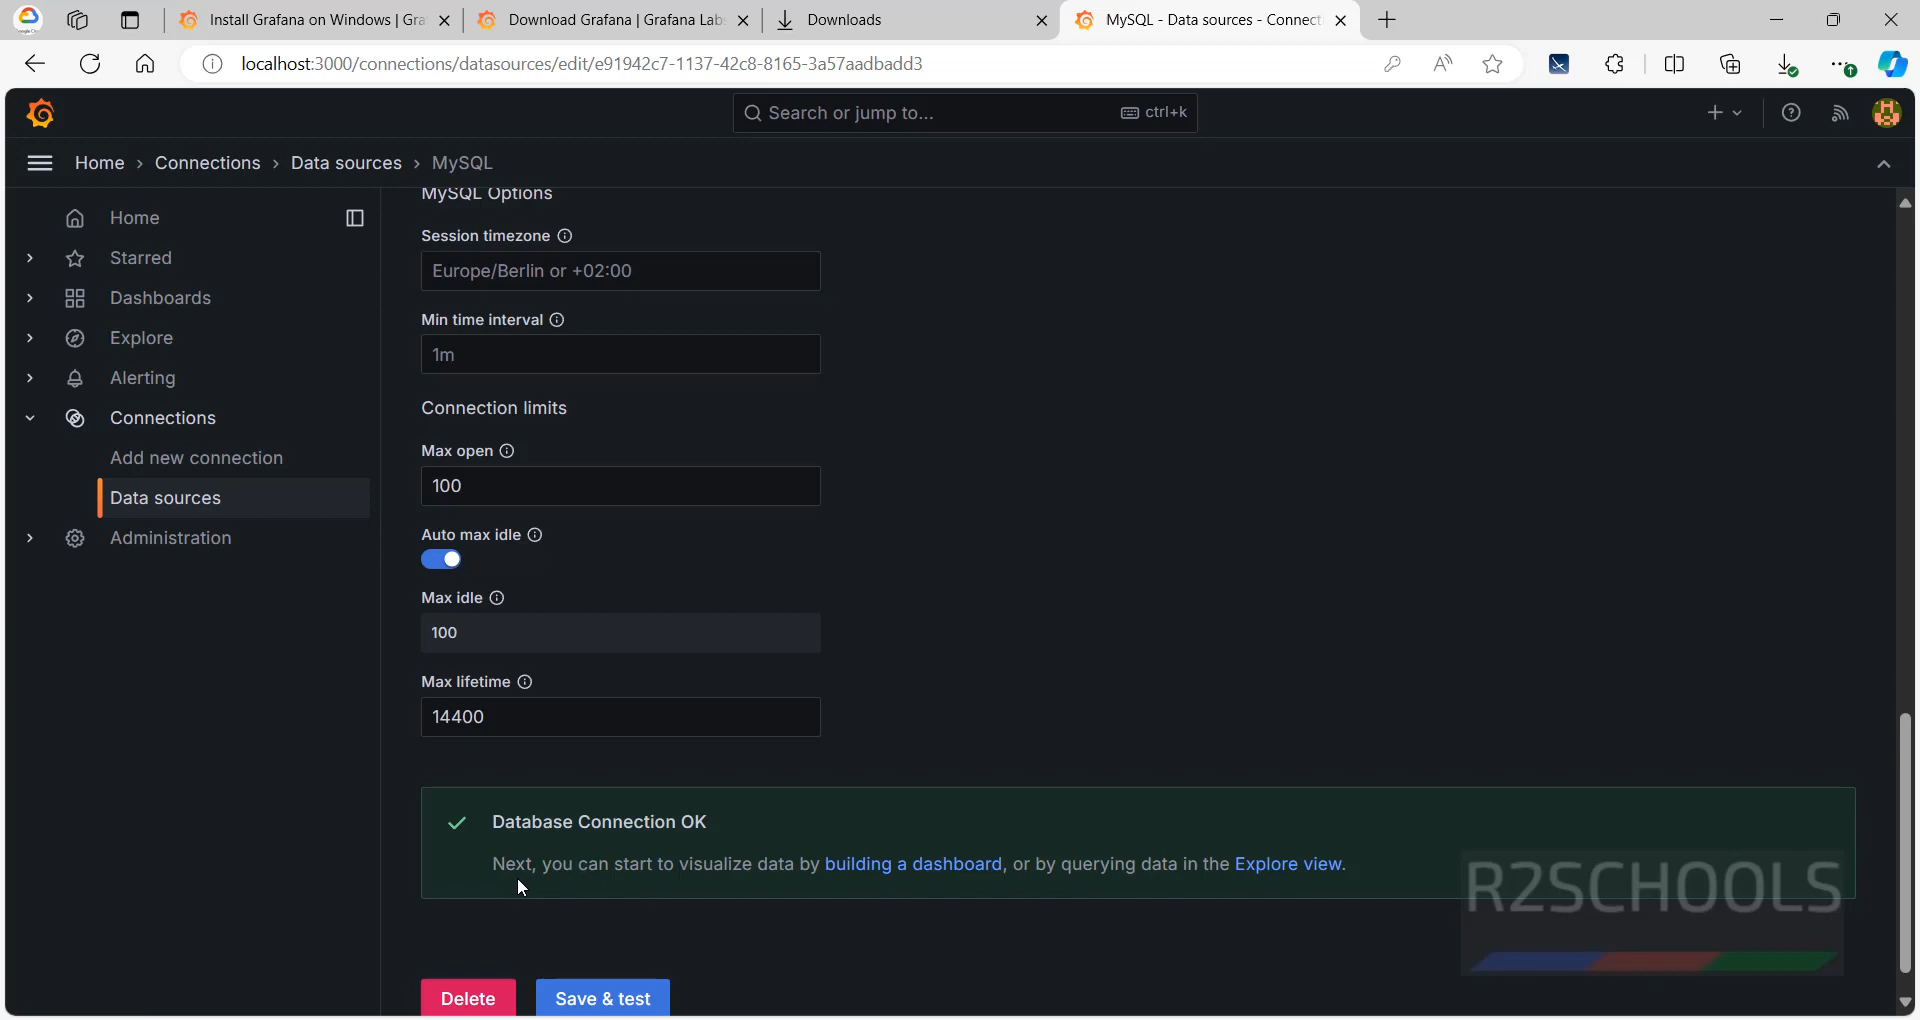 Install Grafana on Windows | Gra
Download Grafana | Grafana Lab
Downloads
MySQL - Data sources - Connect
localhost:3000/connections/datasources/edit/e91942c7-1137-42c8-8165-3a57aadbadd3
Search or jump to...
ctrl+k
Home › Connections › Data sources › MySQL
Home
Starred
Dashboards
Explore
Alerting
Connections
Add new connection
Data sources
Administration
MySQL Options
Session timezone
Europe/Berlin or +02:00
Min time interval
1m
Connection limits
Max open
100
Auto max idle
Max idle
100
Max lifetime
14400
Database Connection OK
Next, you can start to visualize data by building a dashboard, or by querying data in the Explore view.
R2SCHOOLS
Delete
Save & test